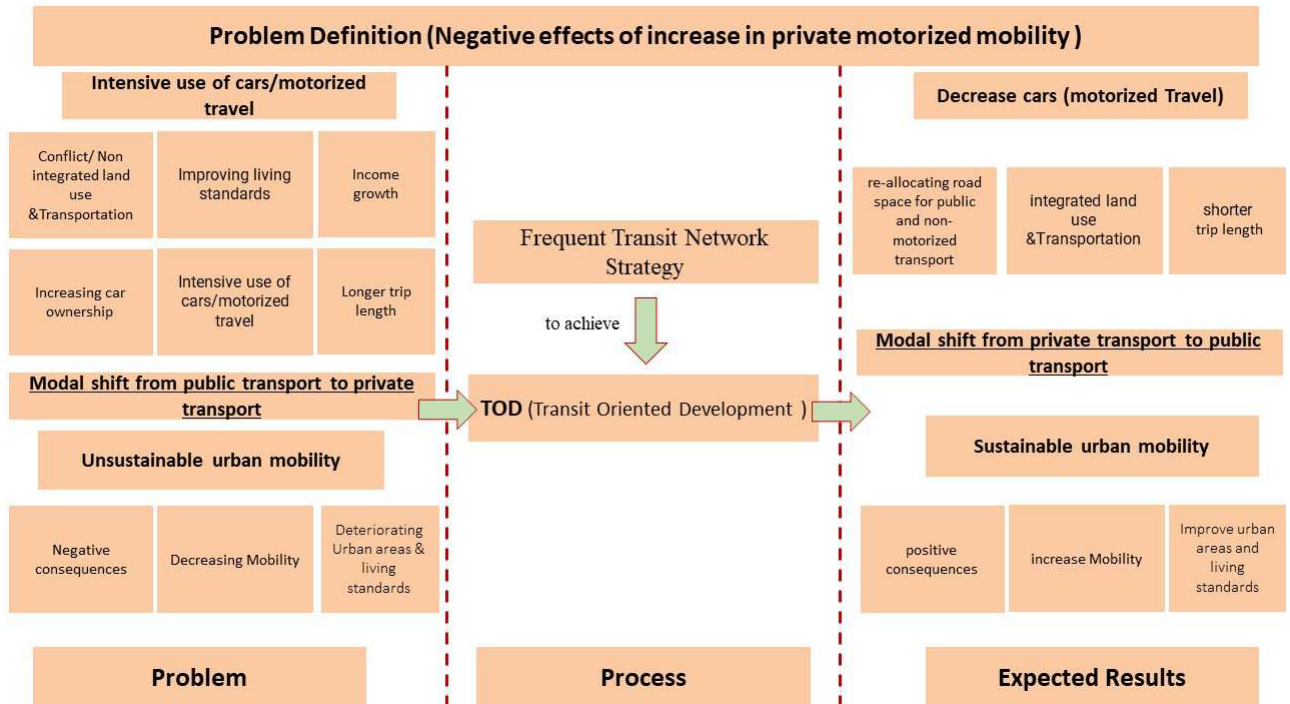 Problem Definition (Negative effects of increase in private motorized mobility )
Intensive use of cars/motorized
travel
Conflict/ Non
integrated land
use
&Transportation
Improving living
standards
Income
growth
Increasing car
ownership
Intensive use of
cars/motorized
travel
Longer trip
length
Modal shift from public transport to private
transport
Unsustainable urban mobility
Negative
consequences
Decreasing Mobility
Deteriorating
Urban areas &
living
standards
Problem
Frequent Transit Network
Strategy
to achieve
TOD (Transit Oriented Development )
Process
Decrease cars (motorized Travel)
re-allocating road
space for public
and non-
motorized
transport
integrated land
use
&Transportation
shorter
trip length
Modal shift from private transport to public
transport
Sustainable urban mobility
positive
consequences
increase Mobility
Improve urban
areas and
living
standards
Expected Results